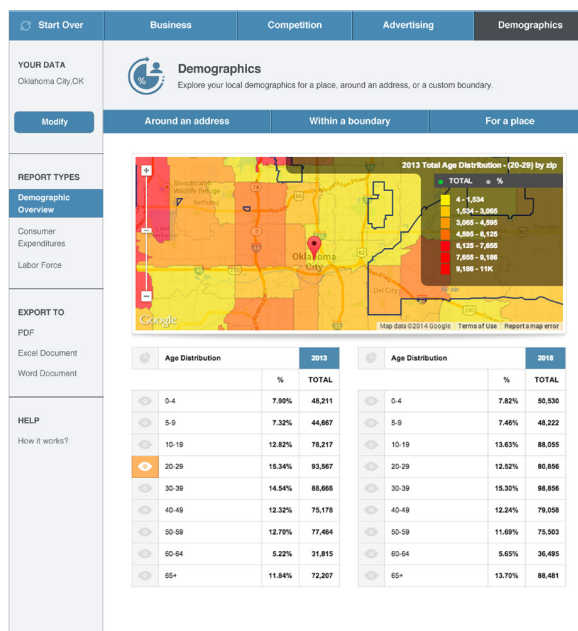 Start Over
Business
Competition
Advertising
Demographics
YOUR DATA
Oklahoma City,OK
Modify
Demographics
Explore your local demographics for a place, around an address, or a custom boundary.
Around an address
Within a boundary
For a place
REPORT TYPES
Demographic
Overview
Consumer
Expenditures
Labor Force
EXPORT TO
PDF
Excel Document
Word Document
HELP
How it works?
2013 Total Age Distribution - (20-29) by zip
TOTAL %
4 - 1,534
1,534 - 3,065
3,065 - 4,595
4,595 - 6,125
6,125 - 7,655
7,655 - 9,186
9,186 - 11K
Stinchcomb
Wildlife Refuge
Bethany
74
66
62
270
Oklahoma
City
Del City
270
Google
Map data ©2014 Google Terms of Use Report a map error
Age Distribution 2013
% TOTAL
0-4 7.90% 48,211
5-9 7.32% 44,667
10-19 12.82% 78,217
20-29 15.34% 93,567
30-39 14.54% 88,666
40-49 12.32% 75,178
50-59 12.70% 77,464
60-64 5.22% 31,815
65+ 11.84% 72,207
Age Distribution 2018
% TOTAL
0-4 7.82% 50,530
5-9 7.46% 48,222
10-19 13.63% 88,055
20-29 12.52% 80,856
30-39 15.30% 98,856
40-49 12.24% 79,058
50-59 11.69% 75,503
60-64 5.65% 36,495
65+ 13.70% 88,481